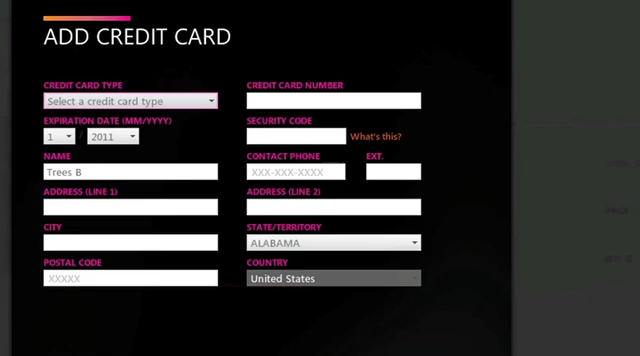 ADD CREDIT CARD
CREDIT CARD TYPE CREDIT CARD NUMBER
Select a credit card type
EXPIRATION DATE (MM/YYYY) SECURITY CODE
1 / 2011 What's this?
NAME CONTACT PHONE EXT.
Trees B XXX-XXX-XXXX
ADDRESS (LINE 1) ADDRESS (LINE 2)
CITY STATE/TERRITORY
ALABAMA
POSTAL CODE COUNTRY
XXXXX United States